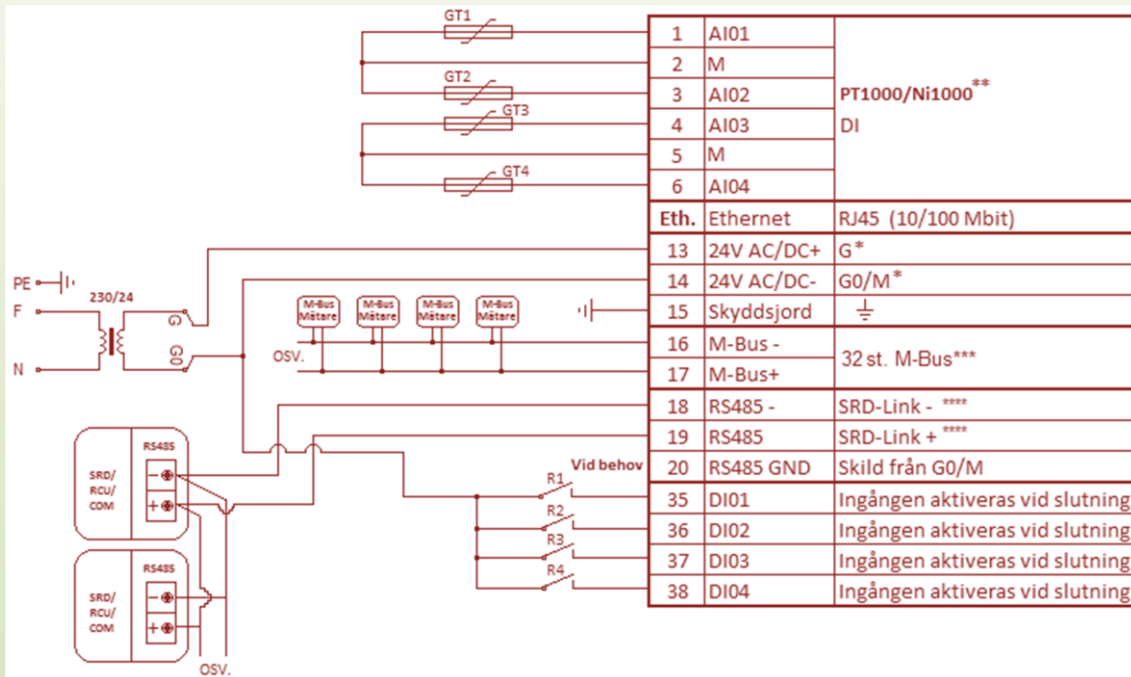 GT1
GT2
GT3
GT4
1 AI01
2 M
3 AI02 PT1000/Ni1000**
4 AI03 DI
5 M
6 AI04
Eth. Ethernet RJ45 (10/100 Mbit)
13 24V AC/DC+ G*
14 24V AC/DC- G0/M*
15 Skyddsjord
16 M-Bus -
32 st. M-Bus***
17 M-Bus+
18 RS485 - SRD-Link - ****
19 RS485 SRD-Link + ****
20 RS485 GND Skild från G0/M
35 DI01 Ingången aktiveras vid slutning
36 DI02 Ingången aktiveras vid slutning
37 DI03 Ingången aktiveras vid slutning
38 DI04 Ingången aktiveras vid slutning
PE
F
N
230/24
G
G0
M-Bus Mätare
M-Bus Mätare
M-Bus Mätare
M-Bus Mätare
OSV.
Vid behov
R1
R2
R3
R4
RS485
SRD/
RCU/
COM
-
+
RS485
SRD/
RCU/
COM
-
+
OSV.